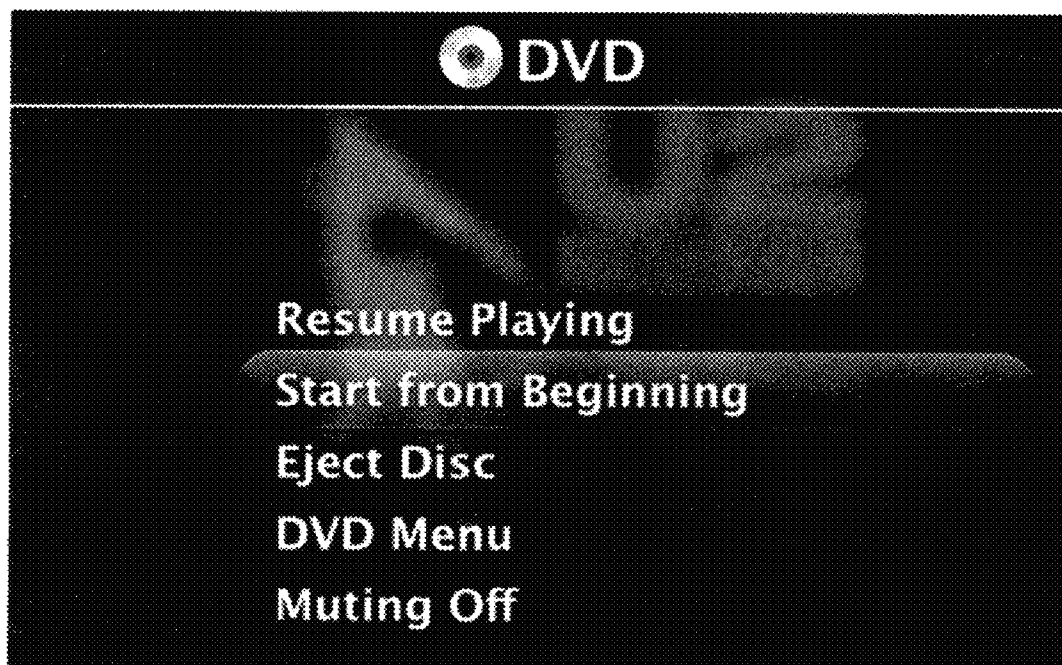 DVD
Resume Playing
Start from Beginning
Eject Disc
DVD Menu
Muting Off